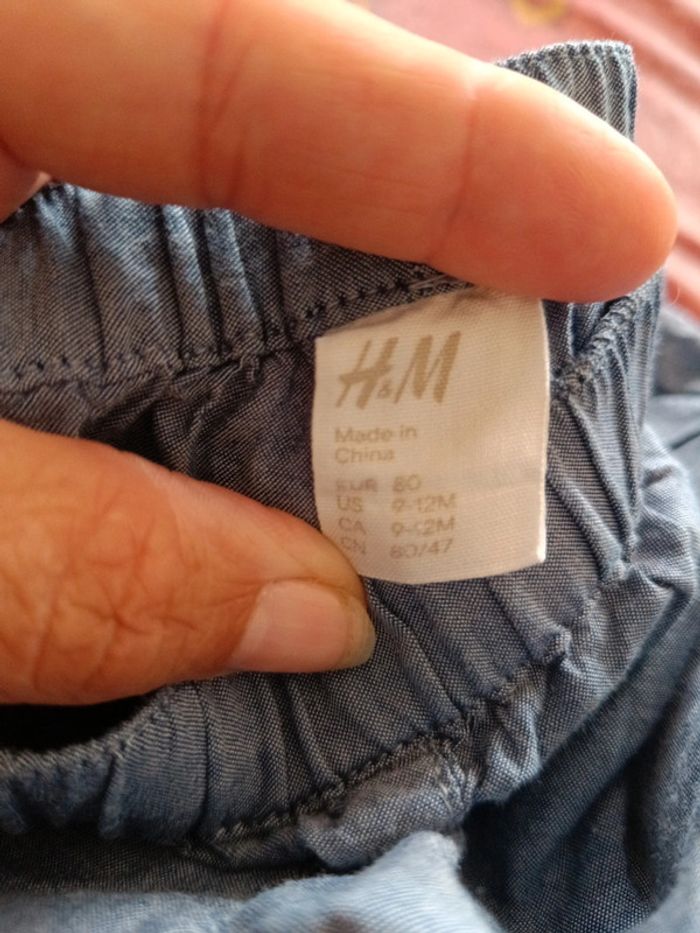 H&M
Made in
China
EUR 80
US 9-12M
CA 9-12M
CN 80/47